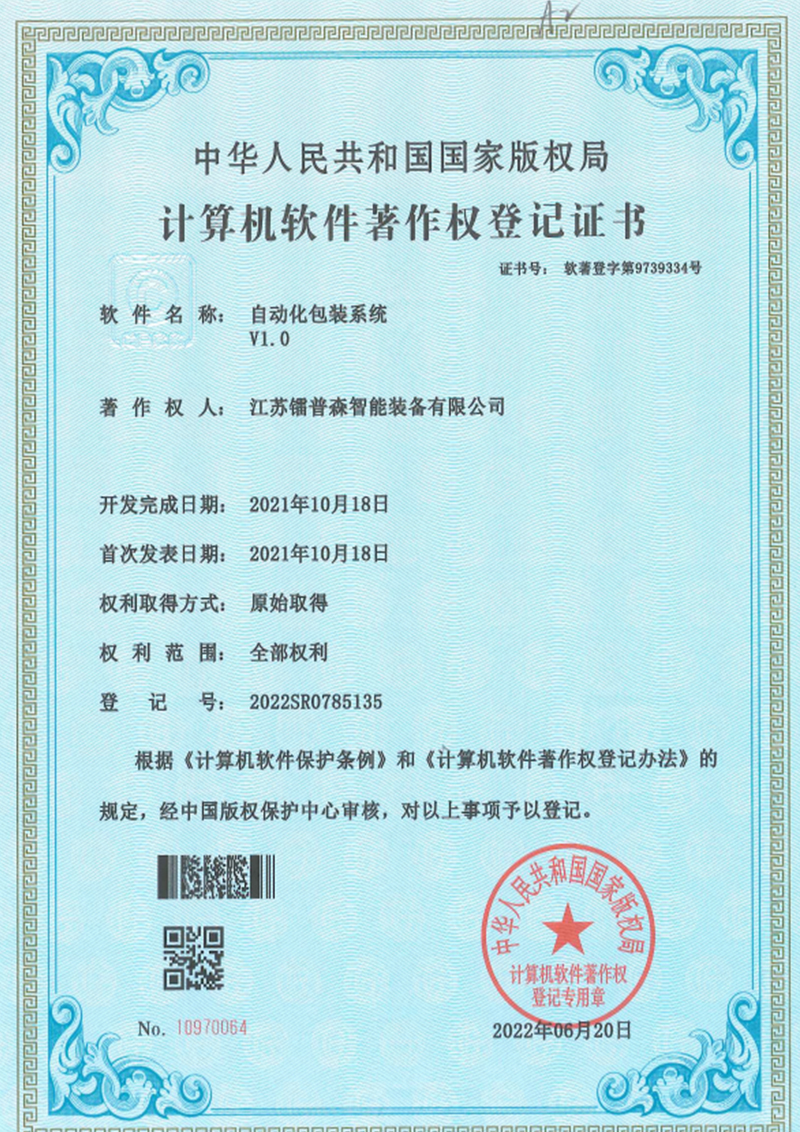 A2
中华人民共和国国家版权局
计算机软件著作权登记证书
证书号： 软著登字第9739334号
软件名称： 自动化包装系统
V1.0
著作权人： 江苏镭普森智能装备有限公司
开发完成日期： 2021年10月18日
首次发表日期： 2021年10月18日
权利取得方式： 原始取得
权利范围： 全部权利
登记号： 2022SR0785135
根据《计算机软件保护条例》和《计算机软件著作权登记办法》的
规定，经中国版权保护中心审核，对以上事项予以登记。
中华人民共和国国家版权局
计算机软件著作权
登记专用章
No. 10970064
2022年06月20日